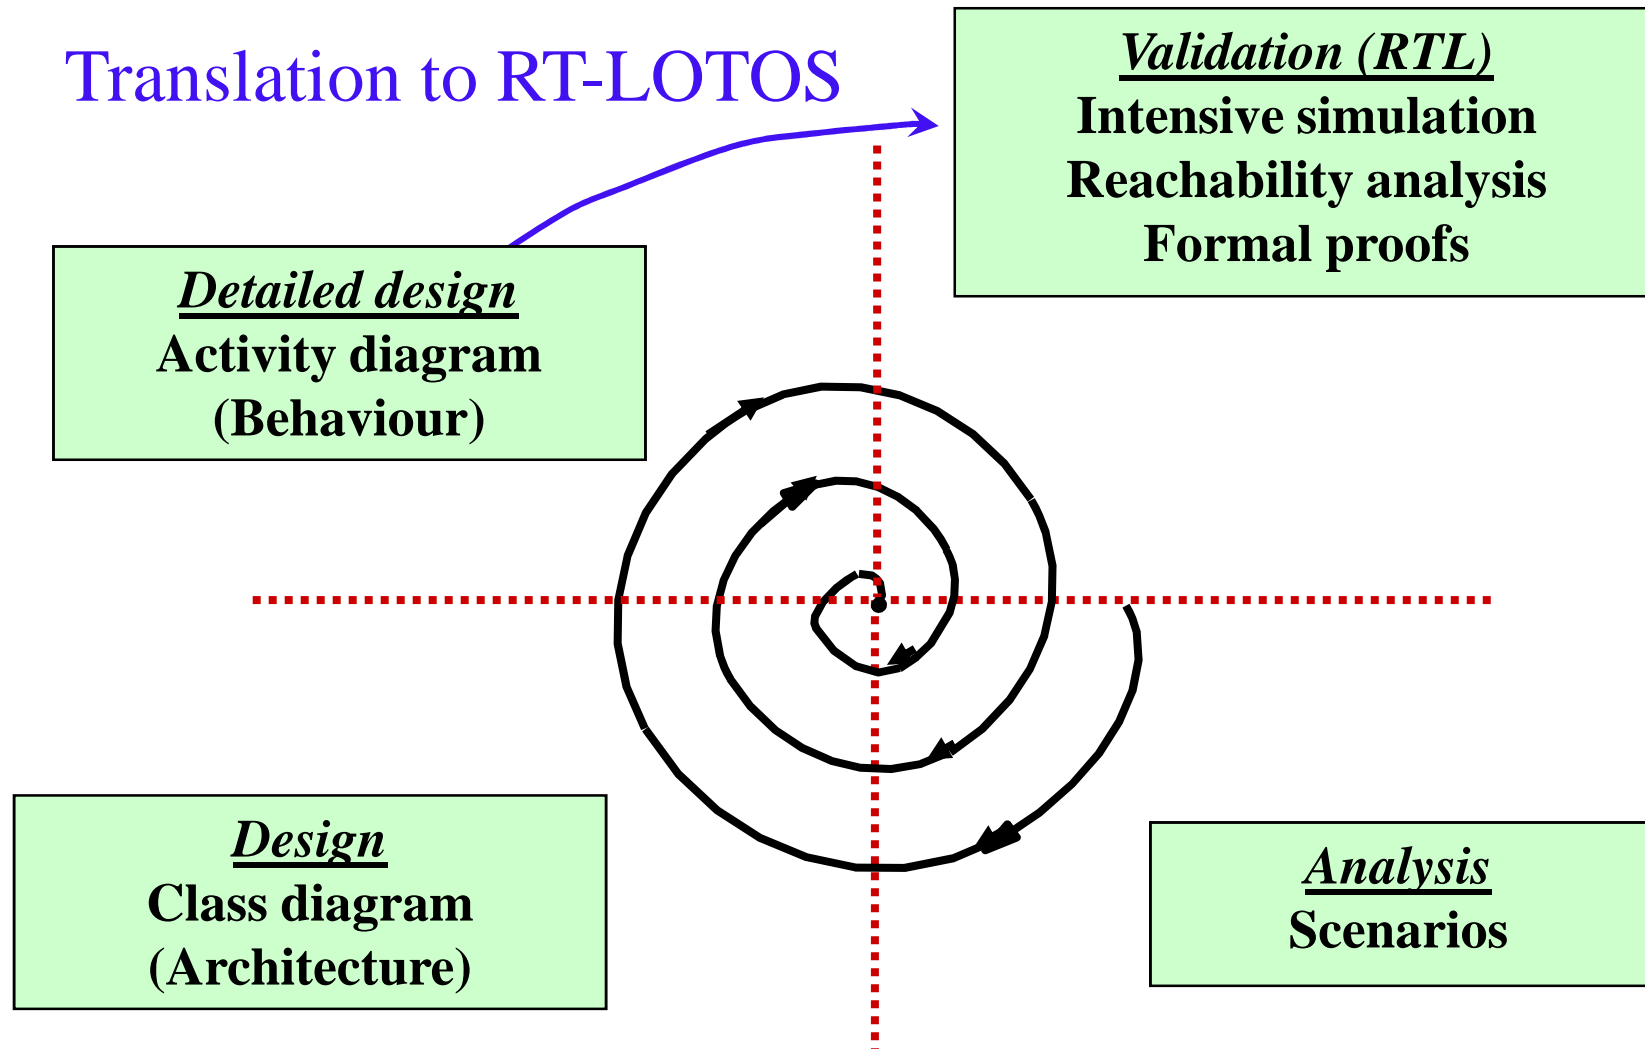 Translation to RT-LOTOS
Validation (RTL)
Intensive simulation
Reachability analysis
Formal proofs
Detailed design
Activity diagram
(Behaviour)
Design
Class diagram
(Architecture)
Analysis
Scenarios